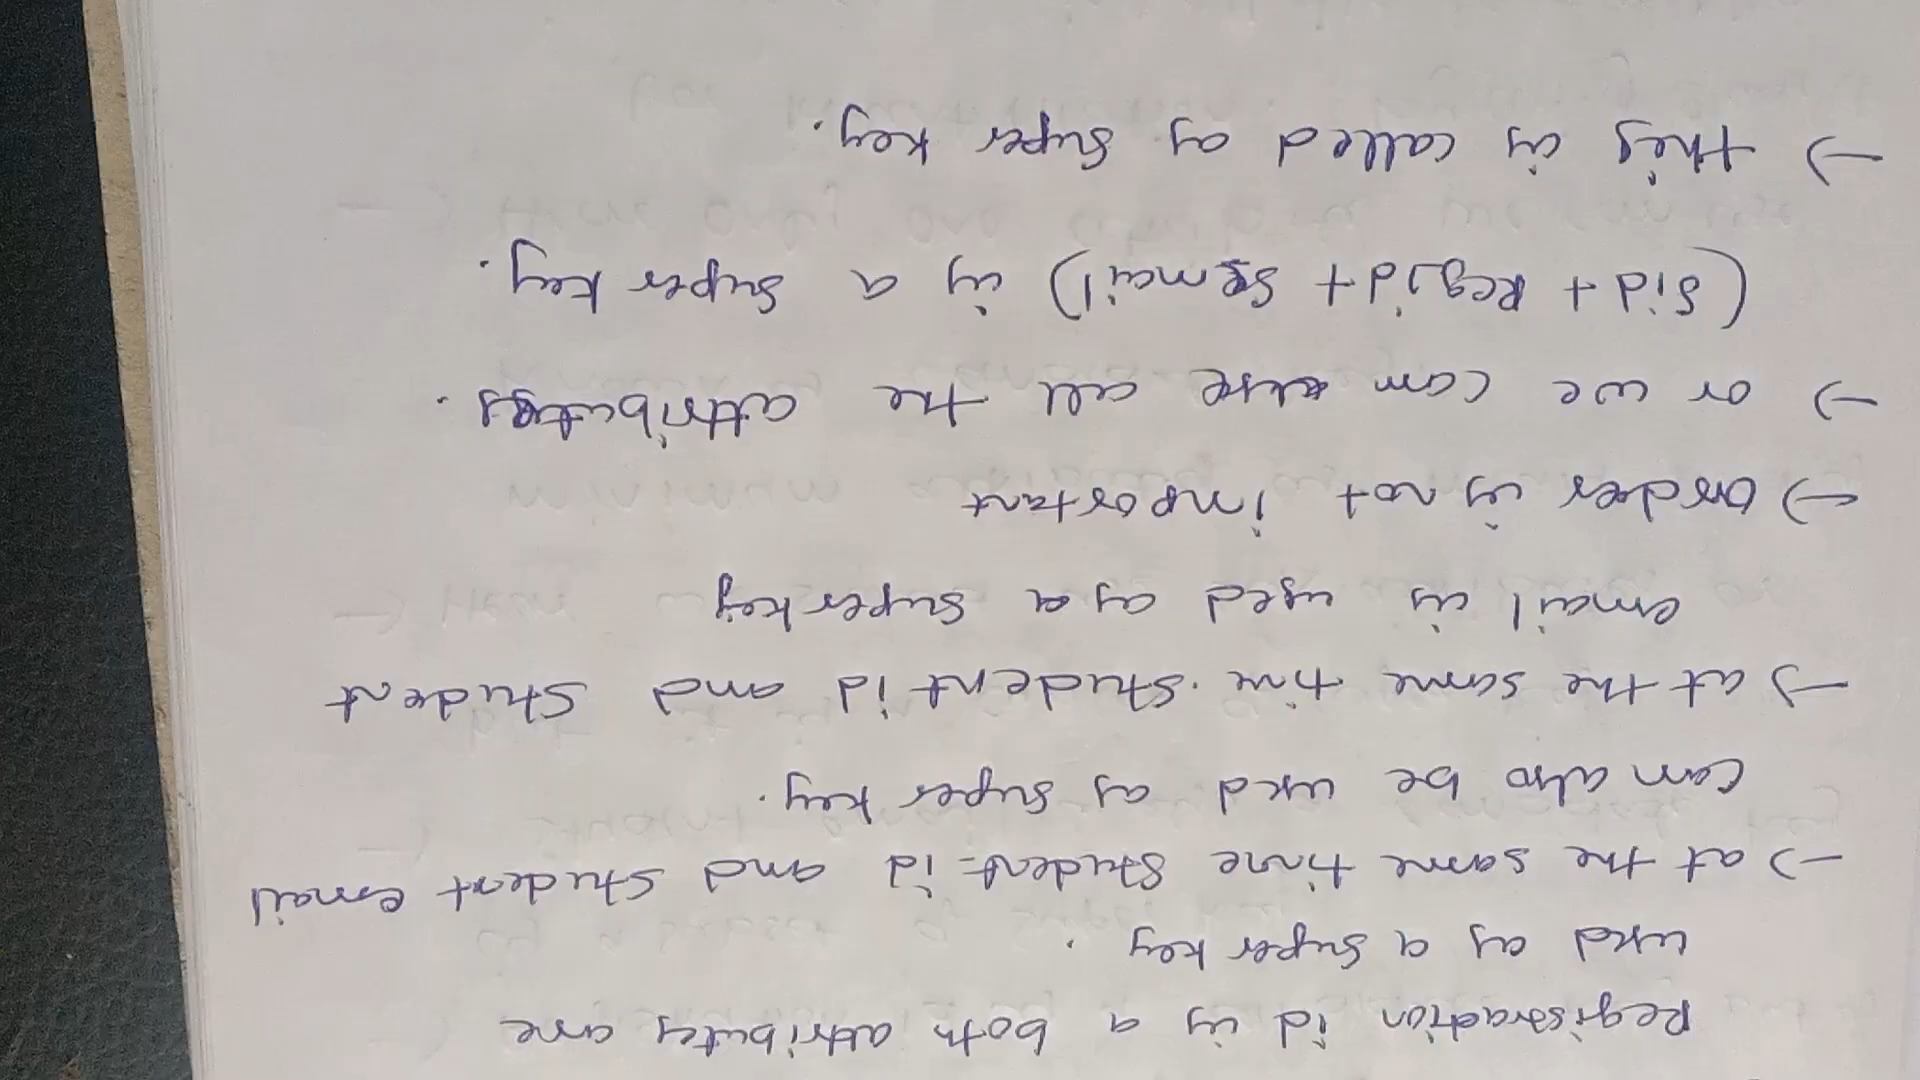 Registration id is a both attributes are
used as a super key.
→ at the same time student-id and student email
can also be used as super key.
→ at the same time student id and student
email is used as a superkey
→ order is not important
→ or we can use all the attributes.
(Sid + Reg,id + Semail) is a super key.
→ this is called as super key.